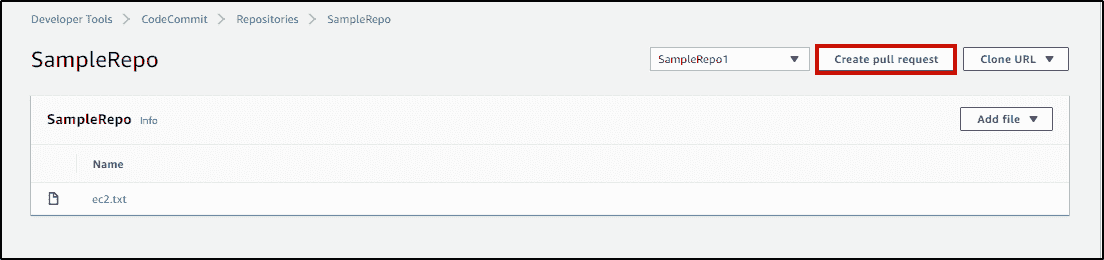 Developer Tools > CodeCommit > Repositories > SampleRepo
SampleRepo
SampleRepo1
Create pull request
Clone URL
SampleRepo Info
Add file
Name
ec2.txt